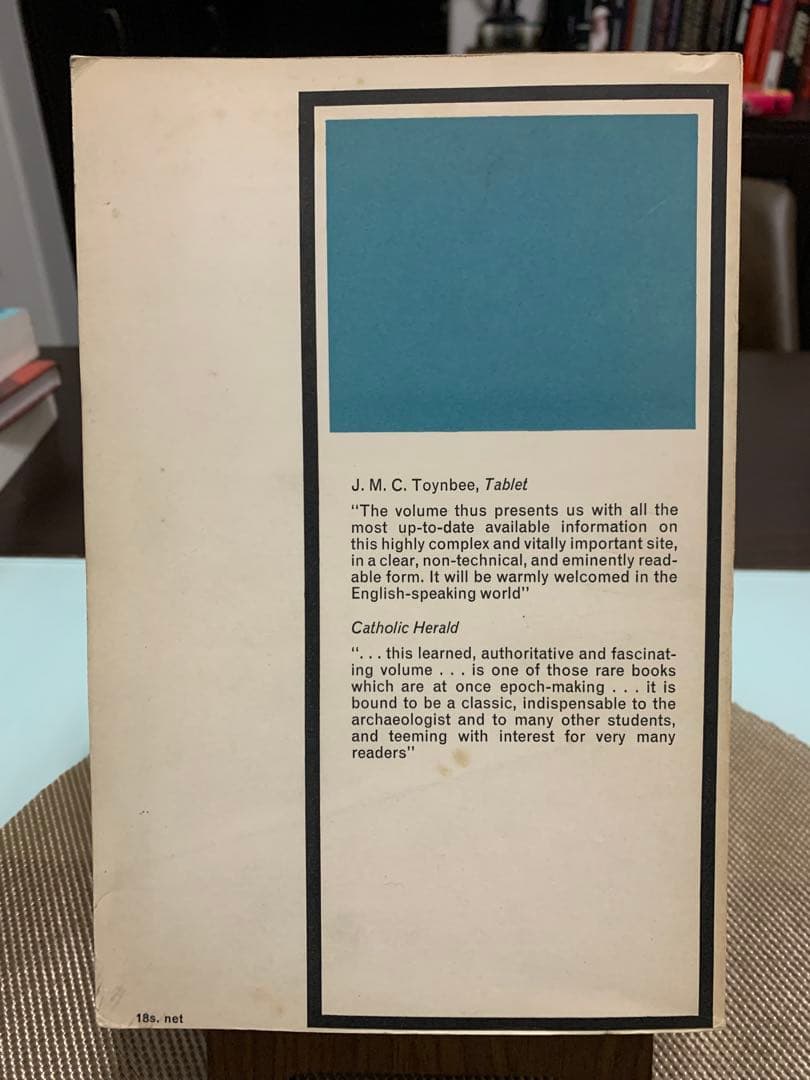 J. M. C. Toynbee, Tablet
"The volume thus presents us with all the
most up-to-date available information on
this highly complex and vitally important site,
in a clear, non-technical, and eminently read-
able form. It will be warmly welcomed in the
English-speaking world"
Catholic Herald
". . . this learned, authoritative and fascinat-
ing volume . . . is one of those rare books
which are at once epoch-making . . . it is
bound to be a classic, indispensable to the
archaeologist and to many other students,
and teeming with interest for very many
readers"
18s. net